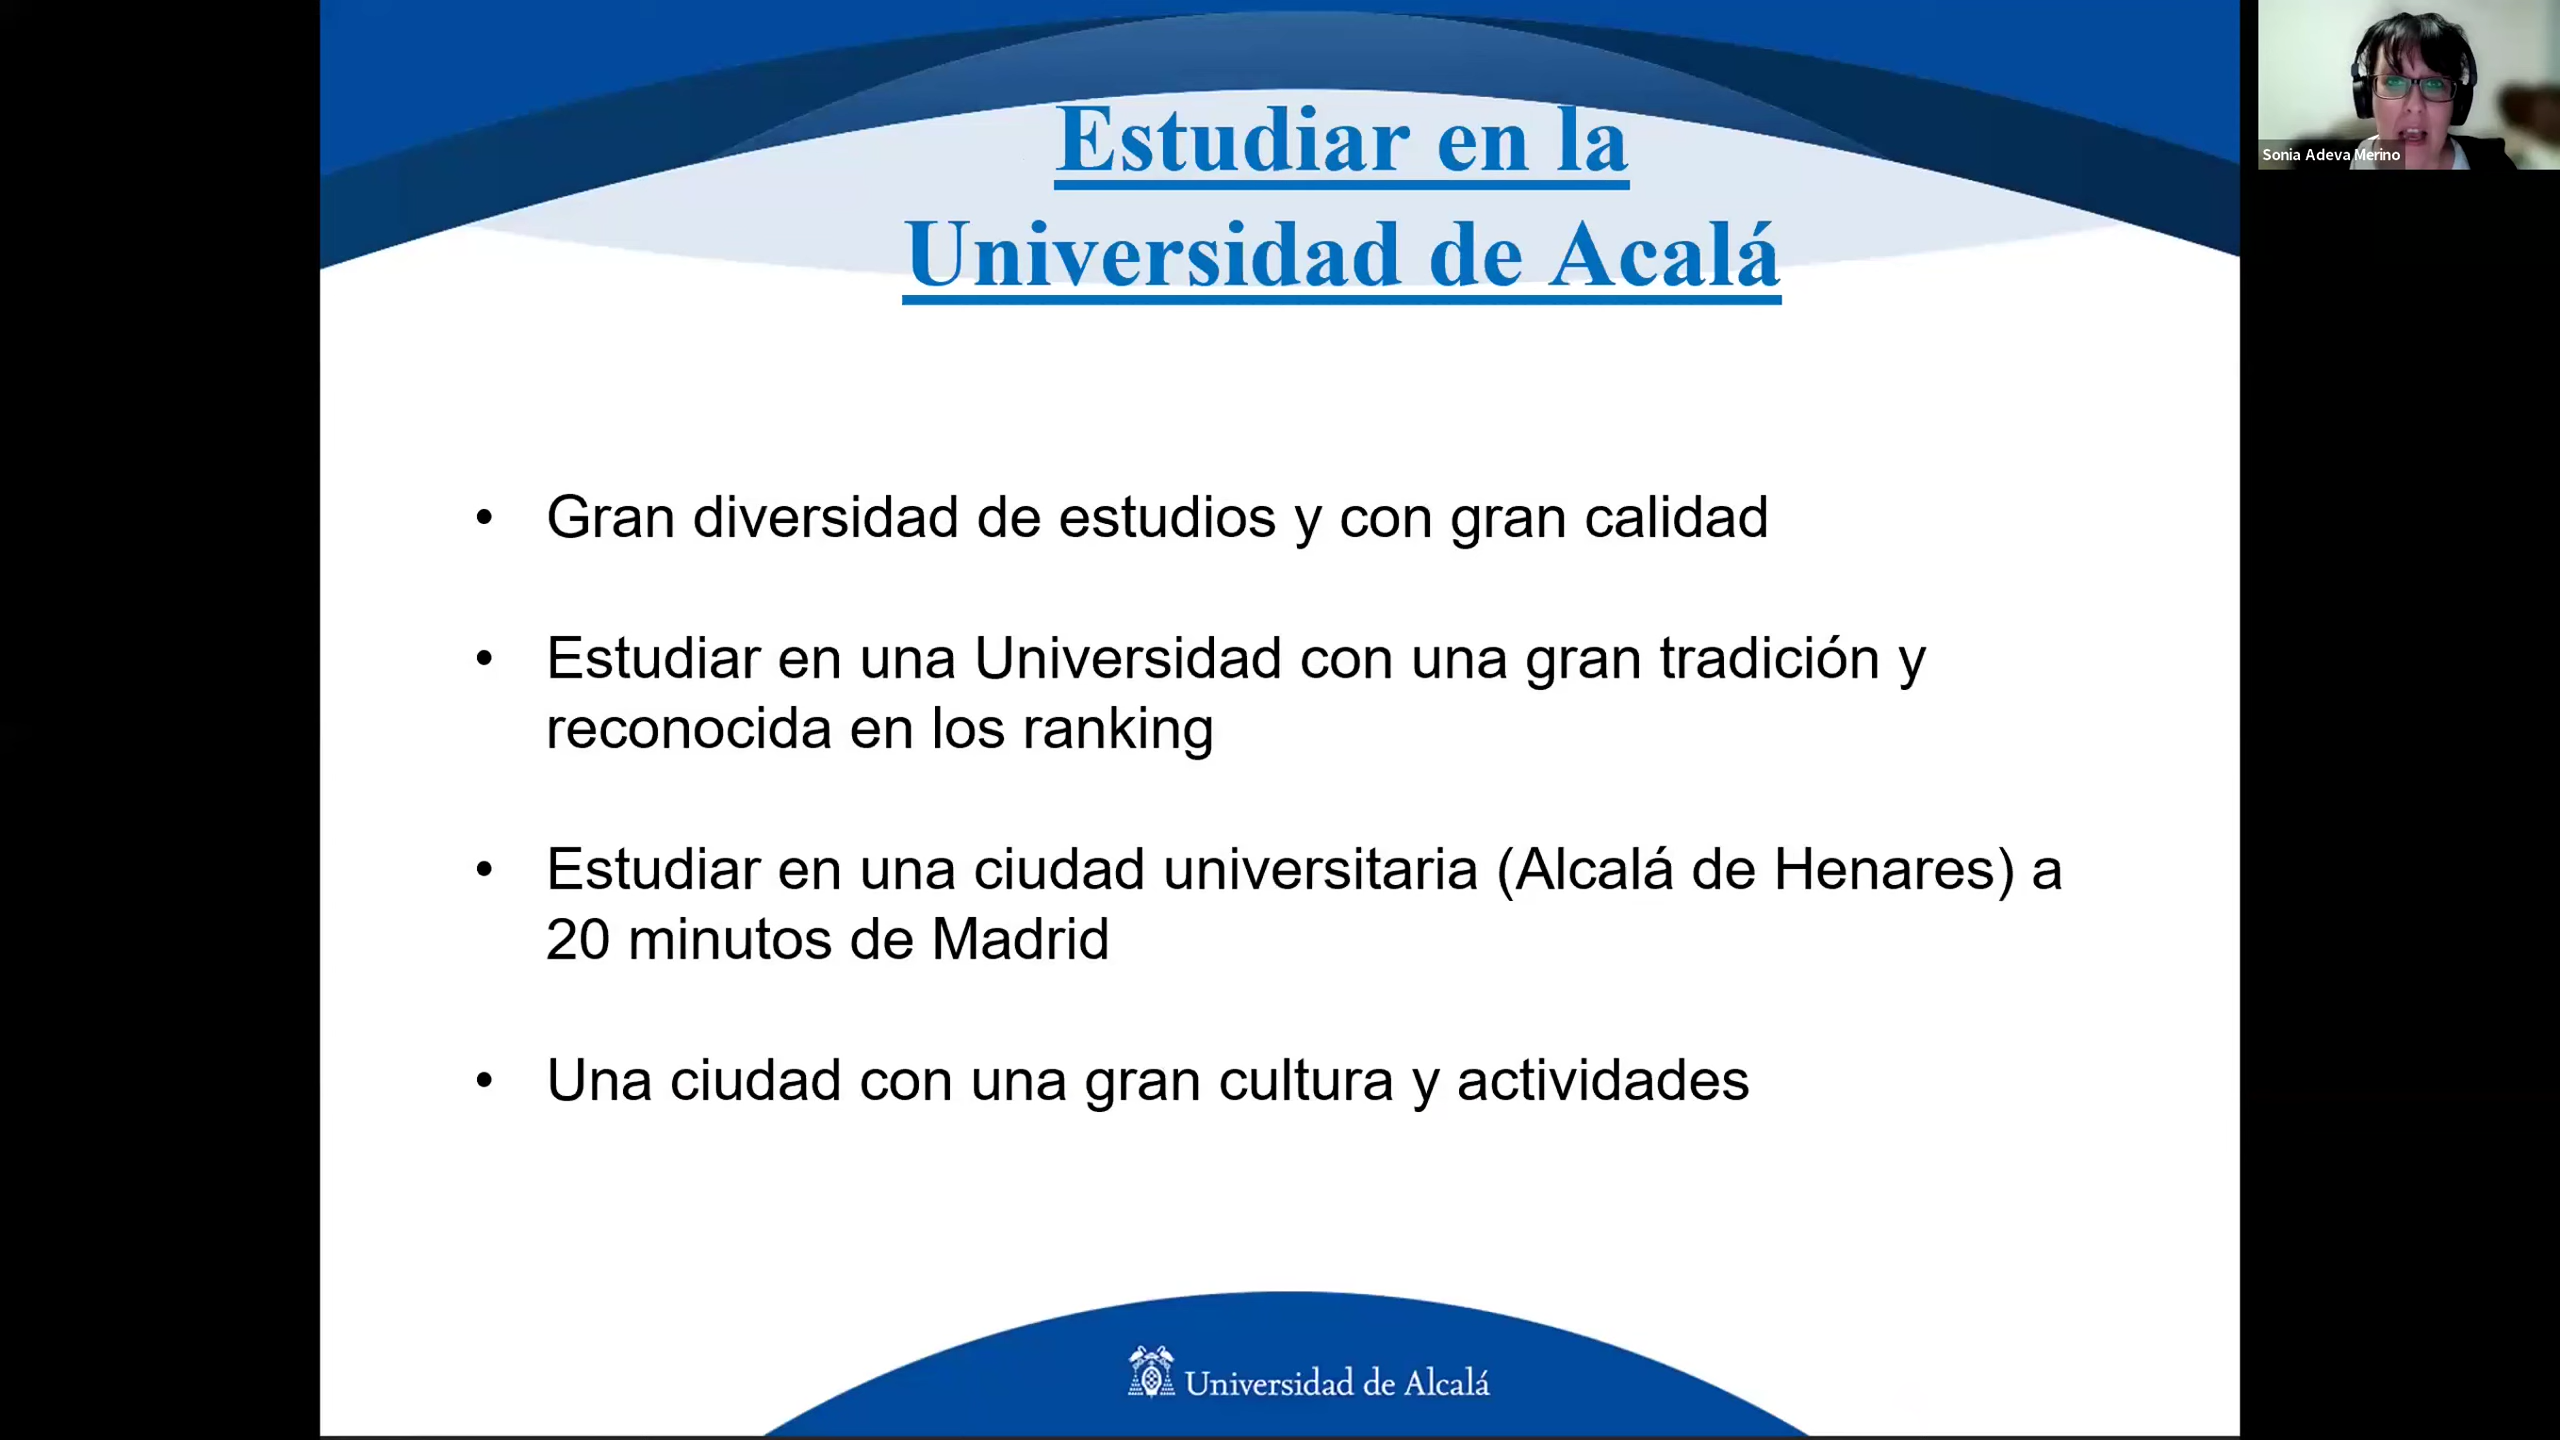 Estudiar en la
Universidad de Acalá
Sonia Adeva Merino
• Gran diversidad de estudios y con gran calidad
• Estudiar en una Universidad con una gran tradición y
reconocida en los ranking
• Estudiar en una ciudad universitaria (Alcalá de Henares) a
20 minutos de Madrid
• Una ciudad con una gran cultura y actividades
Universidad de Alcalá